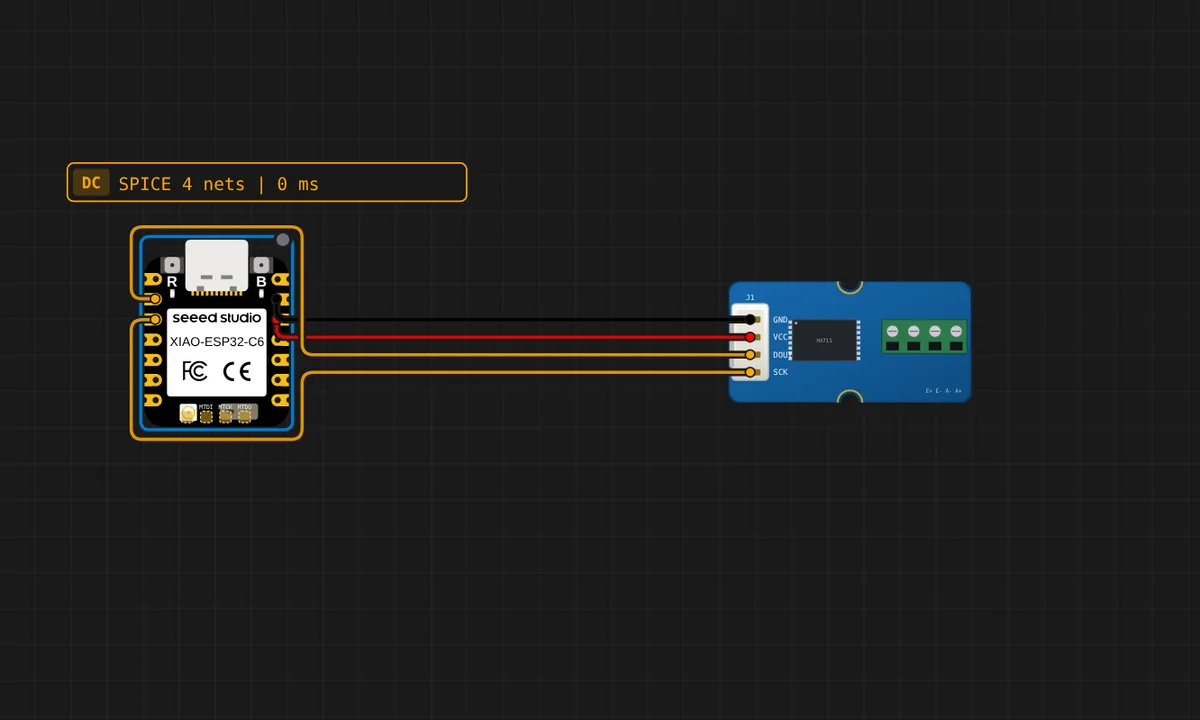 DC SPICE 4 nets | 0 ms
R B
seeed studio
XIAO-ESP32-C6
FC CE
MTDI MTCK MTDO
J1
GND
VCC
DOU
SCK
HX711
E+ E- A- A+